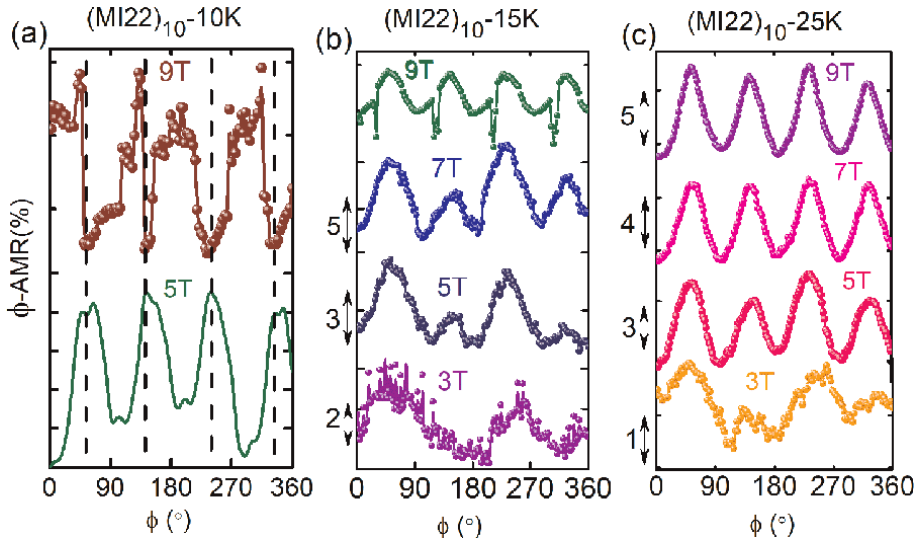 (a) (MI22)10-10K
(b) (MI22)10-15K
(c) (MI22)10-25K
ϕ-AMR(%)
9T
5T
0 90 180 270 360
ϕ (°)
9T
7T
5
5T
3
3T
2
0 90 180 270 360
ϕ (°)
9T
5
7T
4
5T
3
3T
1
0 90 180 270 360
ϕ (°)